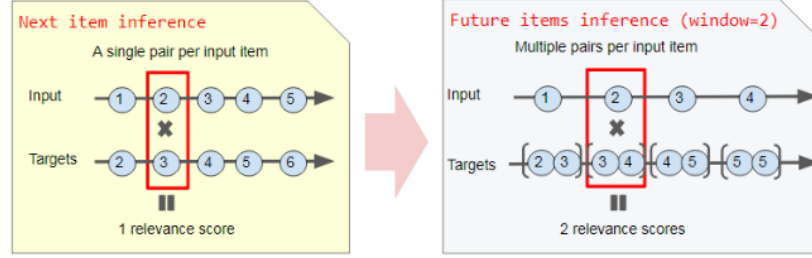 Next item inference
A single pair per input item
Input 1 2 3 4 5
Targets 2 3 4 5 6
1 relevance score
Future items inference (window=2)
Multiple pairs per input item
Input 1 2 3 4
Targets [2 3] [3 4] [4 5] [5 5]
2 relevance scores